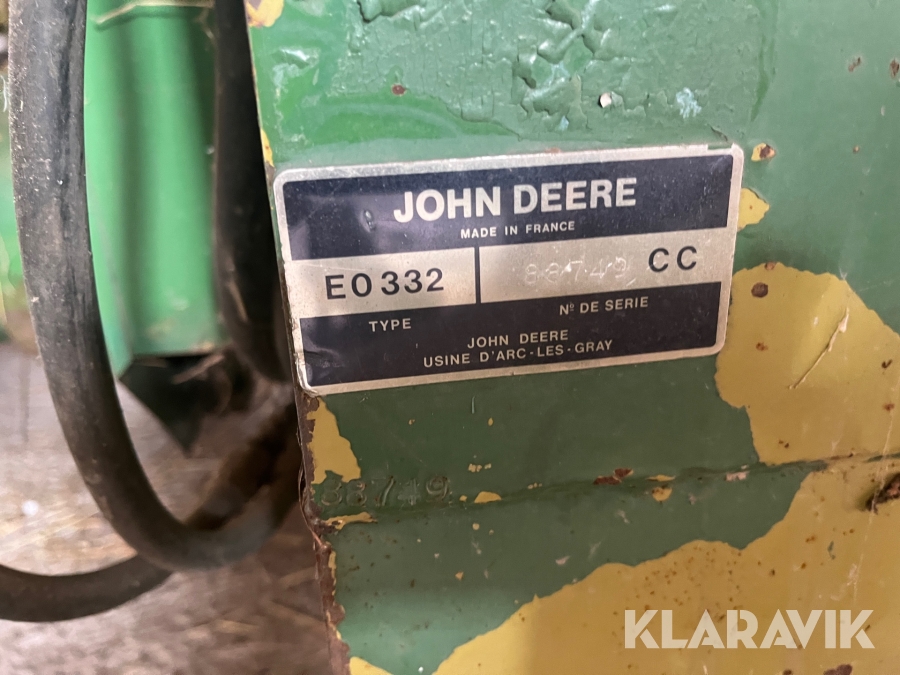 JOHN DEERE
MADE IN FRANCE
EO332 88749 CC
TYPE Nº DE SERIE
JOHN DEERE
USINE D'ARC-LES-GRAY
88749
KLARAVIK